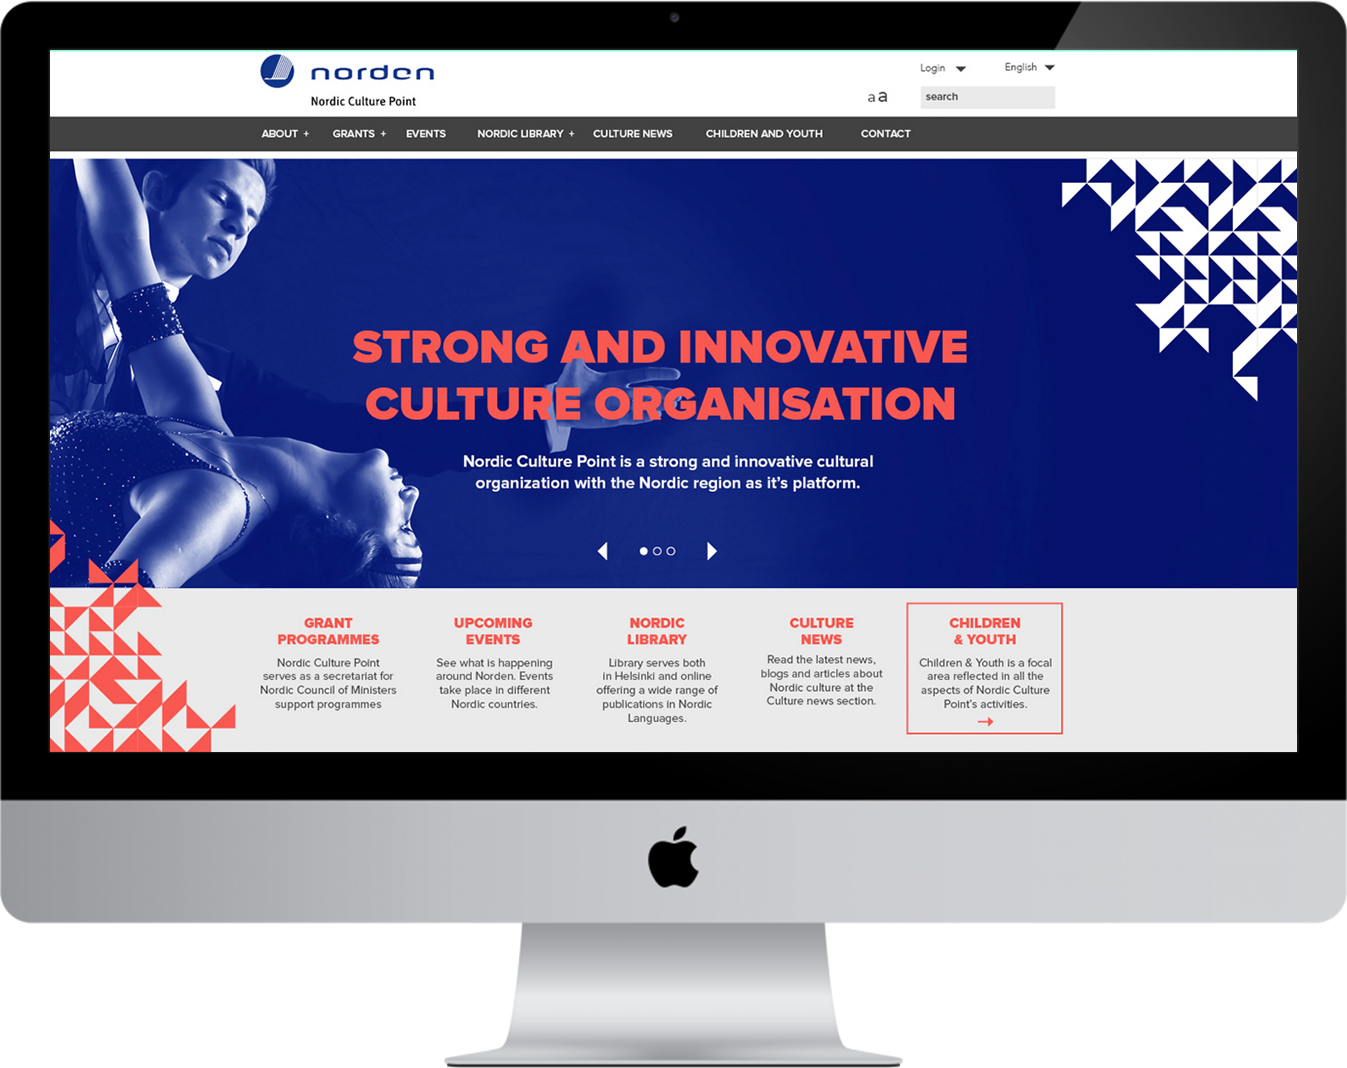 norden
Nordic Culture Point
Login
English
a a
search
ABOUT +
GRANTS +
EVENTS
NORDIC LIBRARY +
CULTURE NEWS
CHILDREN AND YOUTH
CONTACT
STRONG AND INNOVATIVE
CULTURE ORGANISATION
Nordic Culture Point is a strong and innovative cultural
organization with the Nordic region as it's platform.
GRANT
PROGRAMMES
Nordic Culture Point
serves as a secretariat for
Nordic Council of Ministers
support programmes
UPCOMING
EVENTS
See what is happening
around Norden. Events
take place in different
Nordic countries.
NORDIC
LIBRARY
Library serves both
in Helsinki and online
offering a wide range of
publications in Nordic
Languages.
CULTURE
NEWS
Read the latest news,
blogs and articles about
Nordic culture at the
Culture news section.
CHILDREN
& YOUTH
Children & Youth is a focal
area reflected in all the
aspects of Nordic Culture
Point's activities.